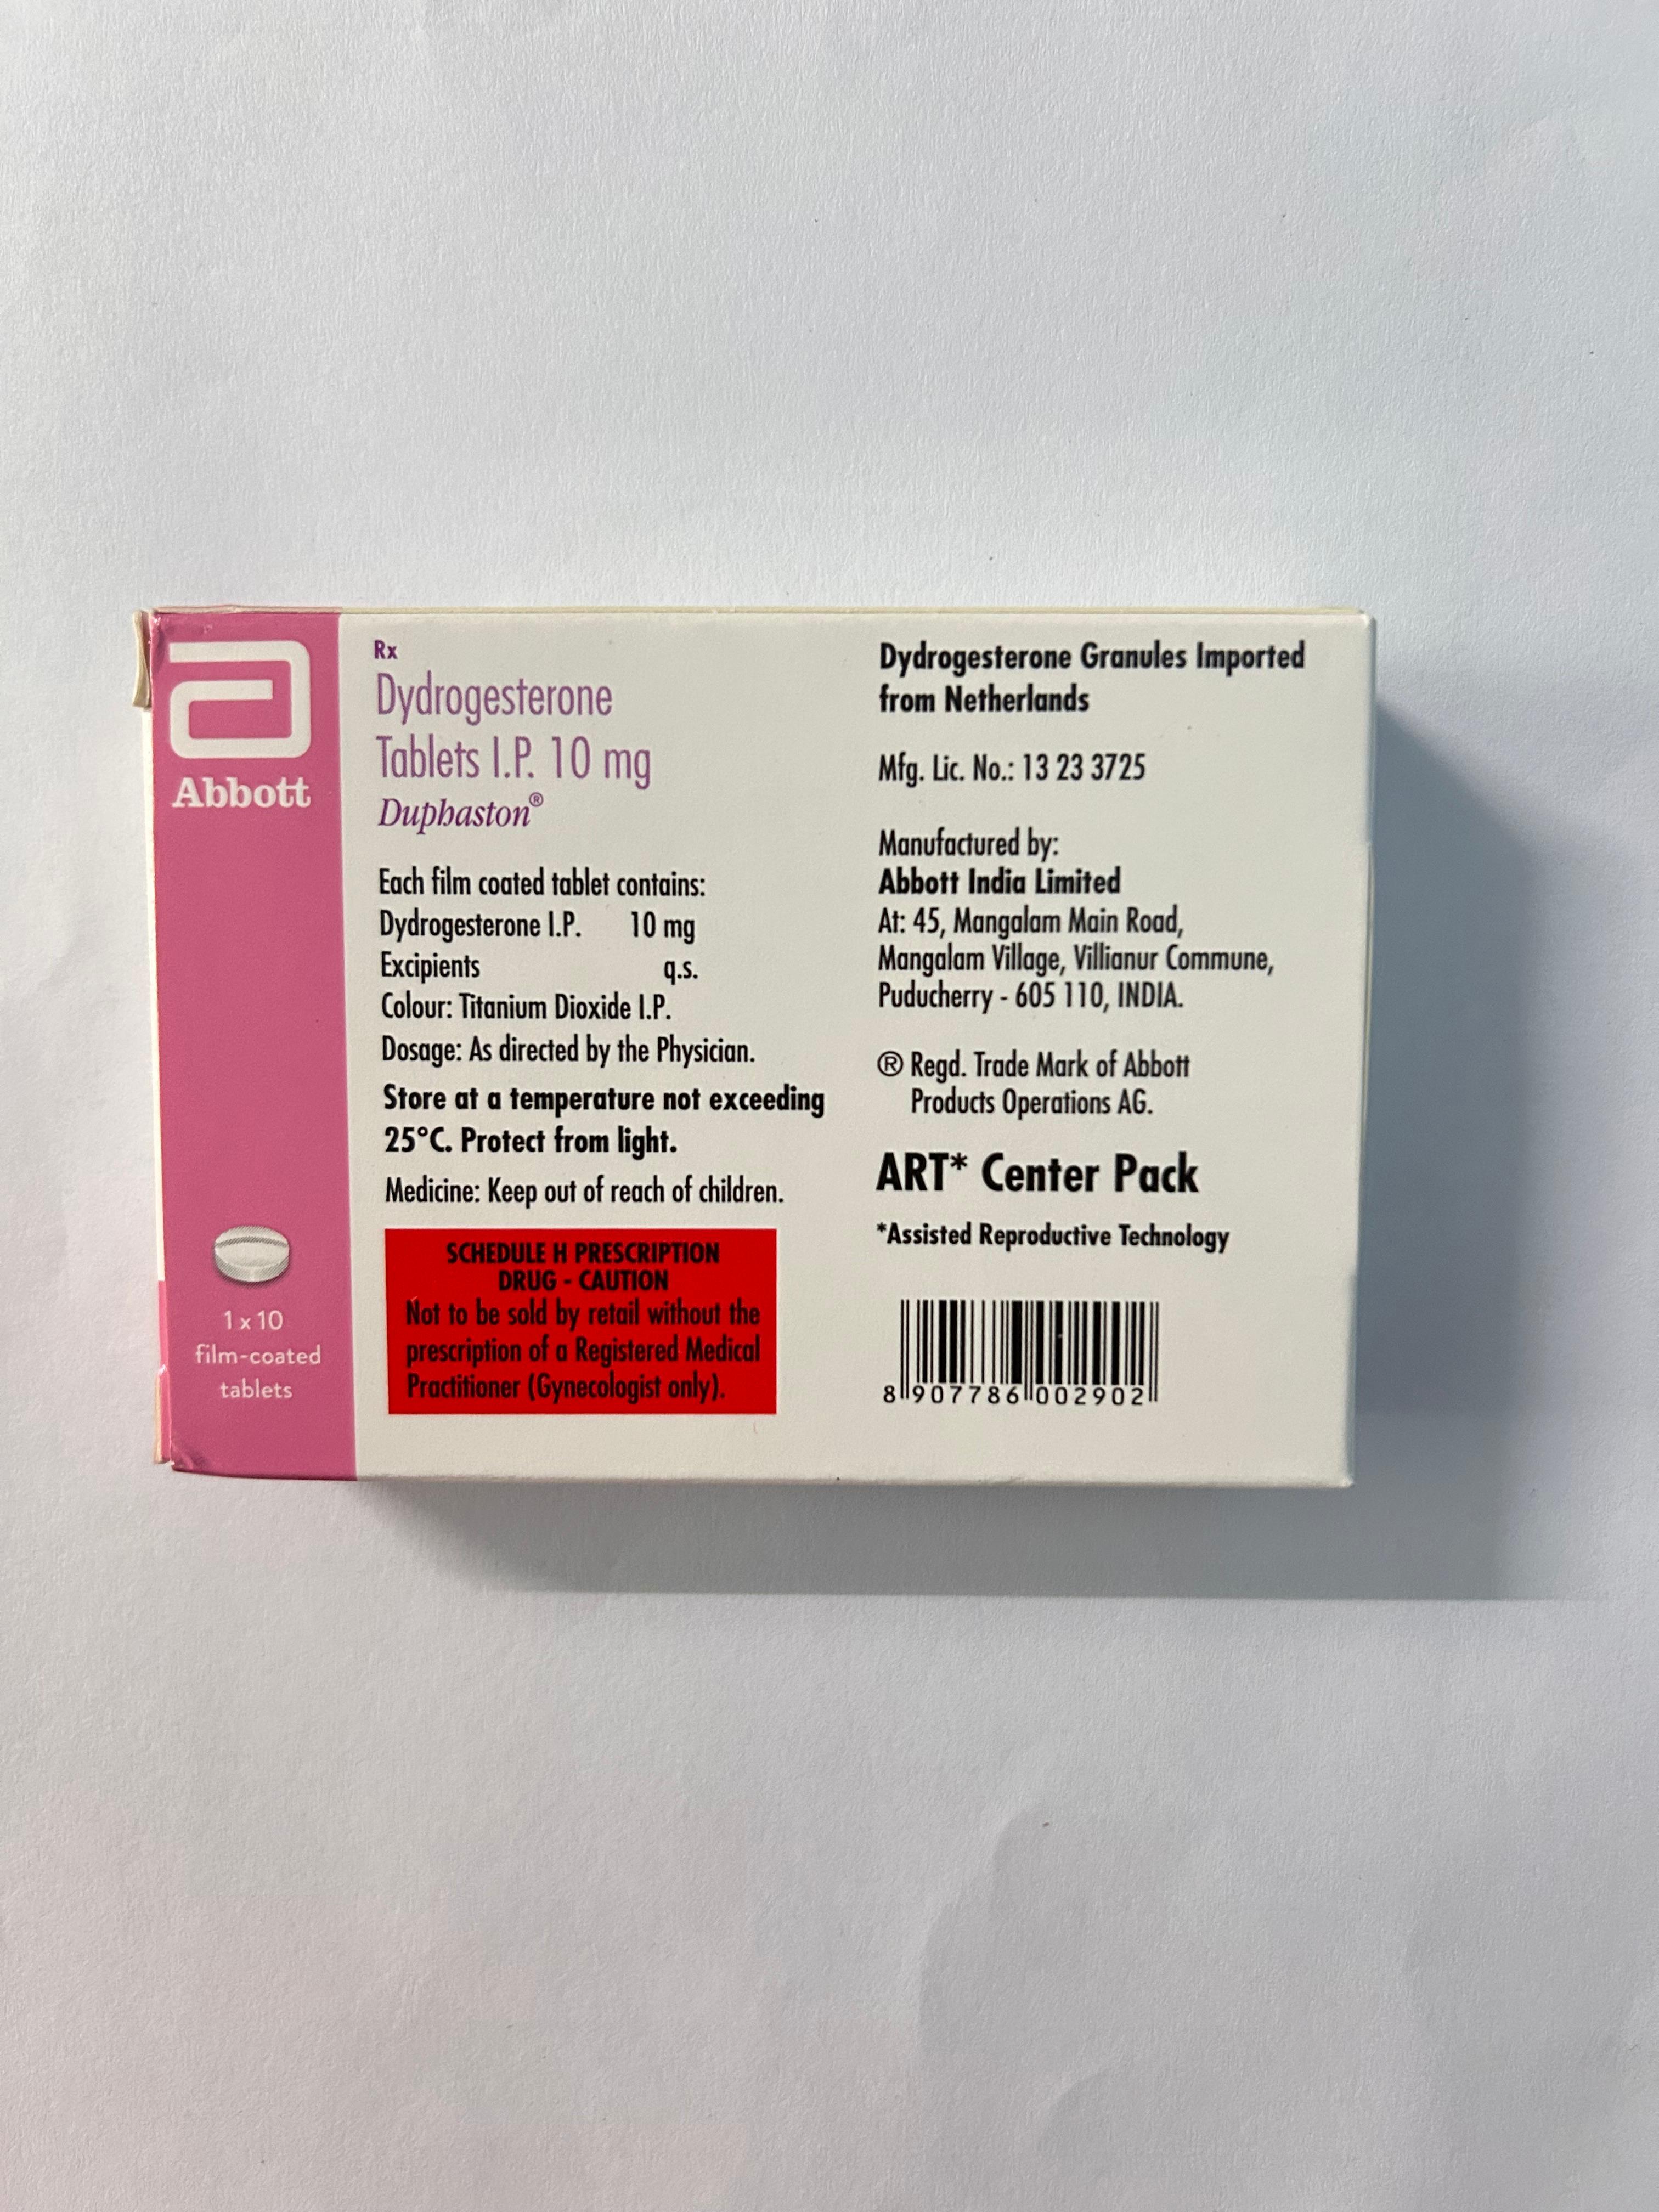 Abbott
1 x 10
film-coated
tablets
Rx
Dydrogesterone
Tablets I.P. 10 mg
Duphaston®
Each film coated tablet contains:
Dydrogesterone I.P. 10 mg
Excipients q.s.
Colour: Titanium Dioxide I.P.
Dosage: As directed by the Physician.
Store at a temperature not exceeding
25°C. Protect from light.
Medicine: Keep out of reach of children.
SCHEDULE H PRESCRIPTION
DRUG - CAUTION
Not to be sold by retail without the
prescription of a Registered Medical
Practitioner (Gynecologist only).
Dydrogesterone Granules Imported
from Netherlands
Mfg. Lic. No.: 13 23 3725
Manufactured by:
Abbott India Limited
At: 45, Mangalam Main Road,
Mangalam Village, Villianur Commune,
Puducherry - 605 110, INDIA.
® Regd. Trade Mark of Abbott
Products Operations AG.
ART* Center Pack
*Assisted Reproductive Technology
8 907786 002902